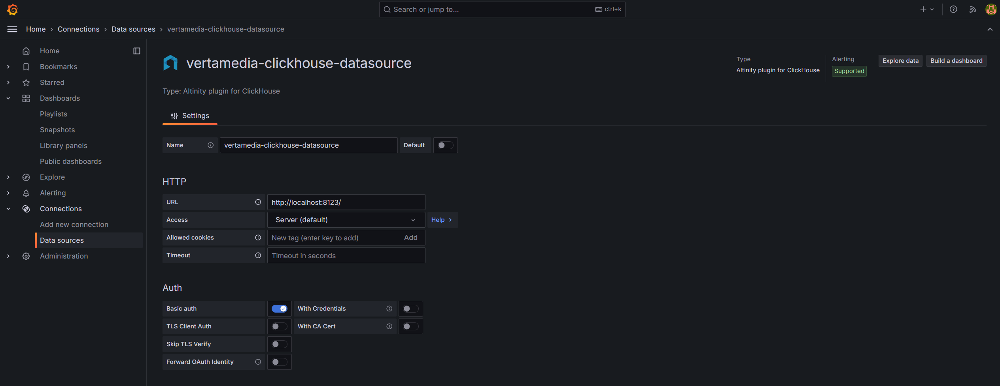 Search or jump to...
ctrl+k
Home > Connections > Data sources > vertamedia-clickhouse-datasource
Home
Bookmarks
Starred
Dashboards
Playlists
Snapshots
Library panels
Public dashboards
Explore
Alerting
Connections
Add new connection
Data sources
Administration
vertamedia-clickhouse-datasource
Type
Altinity plugin for ClickHouse
Alerting
Supported
Explore data
Build a dashboard
Type: Altinity plugin for ClickHouse
Settings
Name
vertamedia-clickhouse-datasource
Default
HTTP
URL
http://localhost:8123/
Access
Server (default)
Help >
Allowed cookies
New tag (enter key to add)
Add
Timeout
Timeout in seconds
Auth
Basic auth
With Credentials
TLS Client Auth
With CA Cert
Skip TLS Verify
Forward OAuth Identity